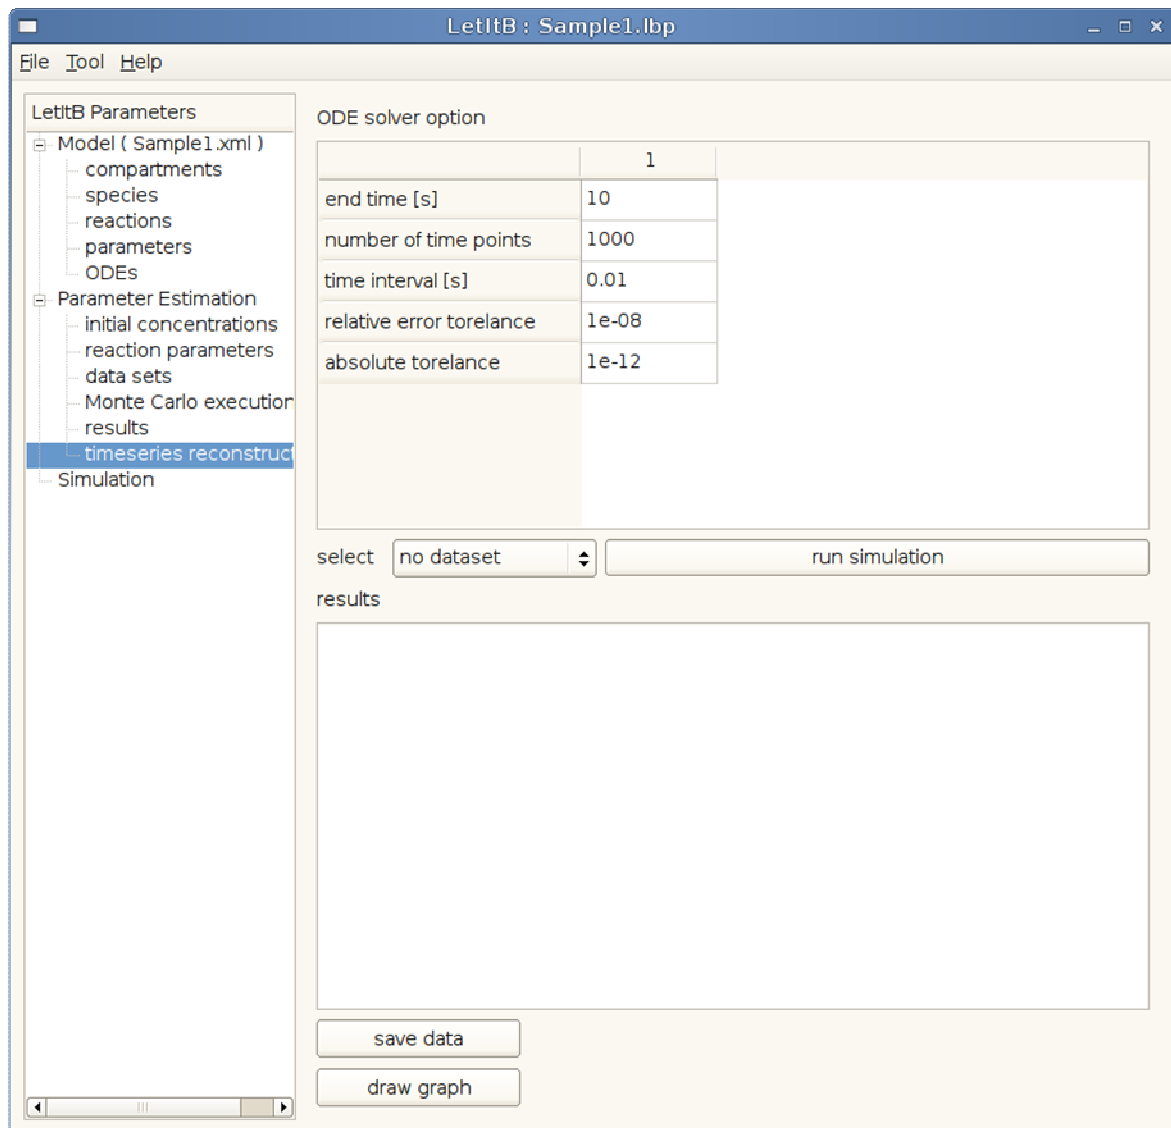 LetItB : Sample1.lbp
File Tool Help
LetItB Parameters
Model ( Sample1.xml )
compartments
species
reactions
parameters
ODEs
Parameter Estimation
initial concentrations
reaction parameters
data sets
Monte Carlo execution
results
timeseries reconstruct
Simulation
ODE solver option
1
end time [s] 10
number of time points 1000
time interval [s] 0.01
relative error torelance 1e-08
absolute torelance 1e-12
select no dataset run simulation
results
save data
draw graph